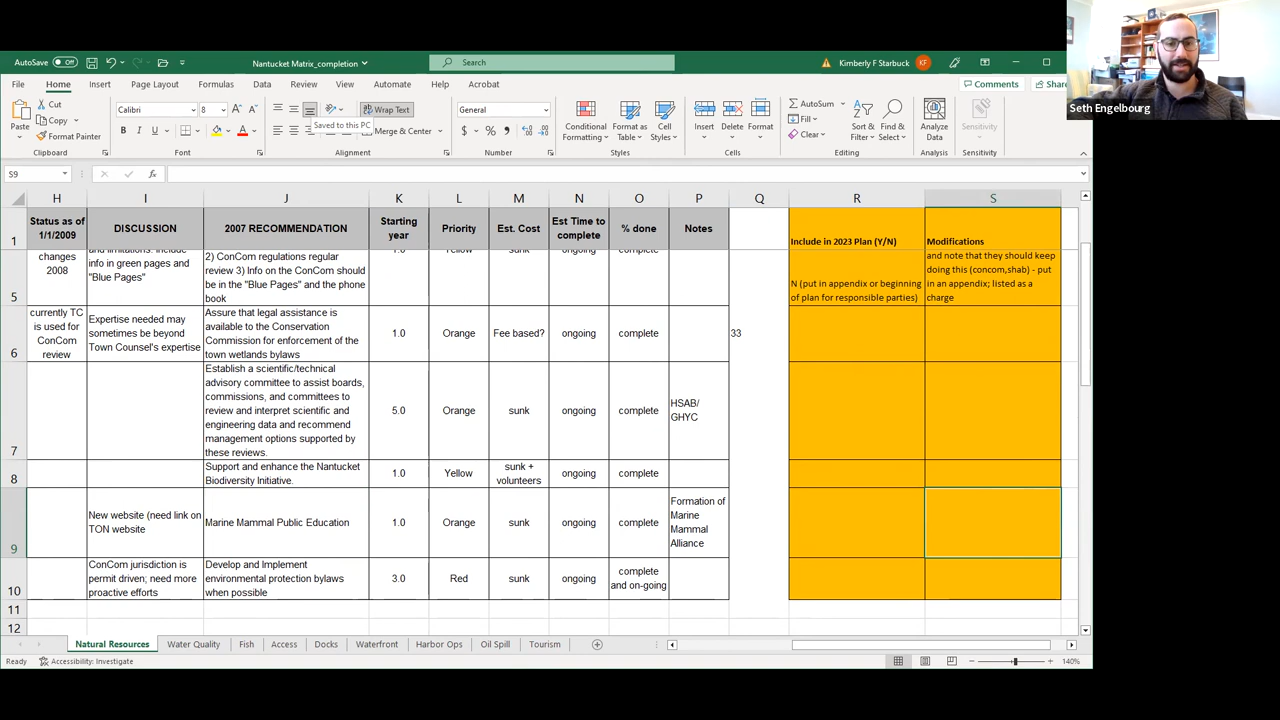 AutoSave Off
Nantucket Matrix_completion
Search
Kimberly F Starbuck KF
Seth Engelbourg
File Home Insert Page Layout Formulas Data Review View Automate Help Acrobat
Comments Share
Paste
Cut
Copy
Format Painter
Clipboard
Calibri 8
B I U
Font
Wrap Text
Merge & Center
Saved to this PC
Alignment
General
$ %
Number
Conditional Formatting
Format as Table
Cell Styles
Styles
Insert Delete Format
Cells
AutoSum
Fill
Clear
Sort & Filter
Find & Select
Editing
Analyze Data
Analysis
Sensitivity
Sensitivity
S9
fx
H I J K L M N O P Q R S
1
Status as of 1/1/2009
DISCUSSION
2007 RECOMMENDATION
Starting year
Priority
Est. Cost
Est Time to complete
% done
Notes
Include in 2023 Plan (Y/N)
Modifications
5
changes
2008
info in green pages and
"Blue Pages"
2) ConCom regulations regular
review 3) Info on the ConCom should
be in the "Blue Pages" and the phone
book
N (put in appendix or beginning
of plan for responsible parties)
and note that they should keep
doing this (concom,shab) - put
in an appendix; listed as a
charge
6
currently TC
is used for
ConCom
review
Expertise needed may
sometimes be beyond
Town Counsel's expertise
Assure that legal assistance is
available to the Conservation
Commission for enforcement of the
town wetlands bylaws
1.0
Orange
Fee based?
ongoing
complete
33
7
Establish a scientific/technical
advisory committee to assist boards,
commissions, and committees to
review and interpret scientific and
engineering data and recommend
management options supported by
these reviews.
5.0
Orange
sunk
ongoing
complete
HSAB/
GHYC
8
Support and enhance the Nantucket
Biodiversity Initiative.
1.0
Yellow
sunk +
volunteers
ongoing
complete
9
New website (need link on
TON website
Marine Mammal Public Education
1.0
Orange
sunk
ongoing
complete
Formation of
Marine
Mammal
Alliance
10
ConCom jurisdiction is
permit driven; need more
proactive efforts
Develop and Implement
environmental protection bylaws
when possible
3.0
Red
sunk
ongoing
complete
and on-going
11
12
Natural Resources Water Quality Fish Access Docks Waterfront Harbor Ops Oil Spill Tourism
Ready Accessibility: Investigate
140%